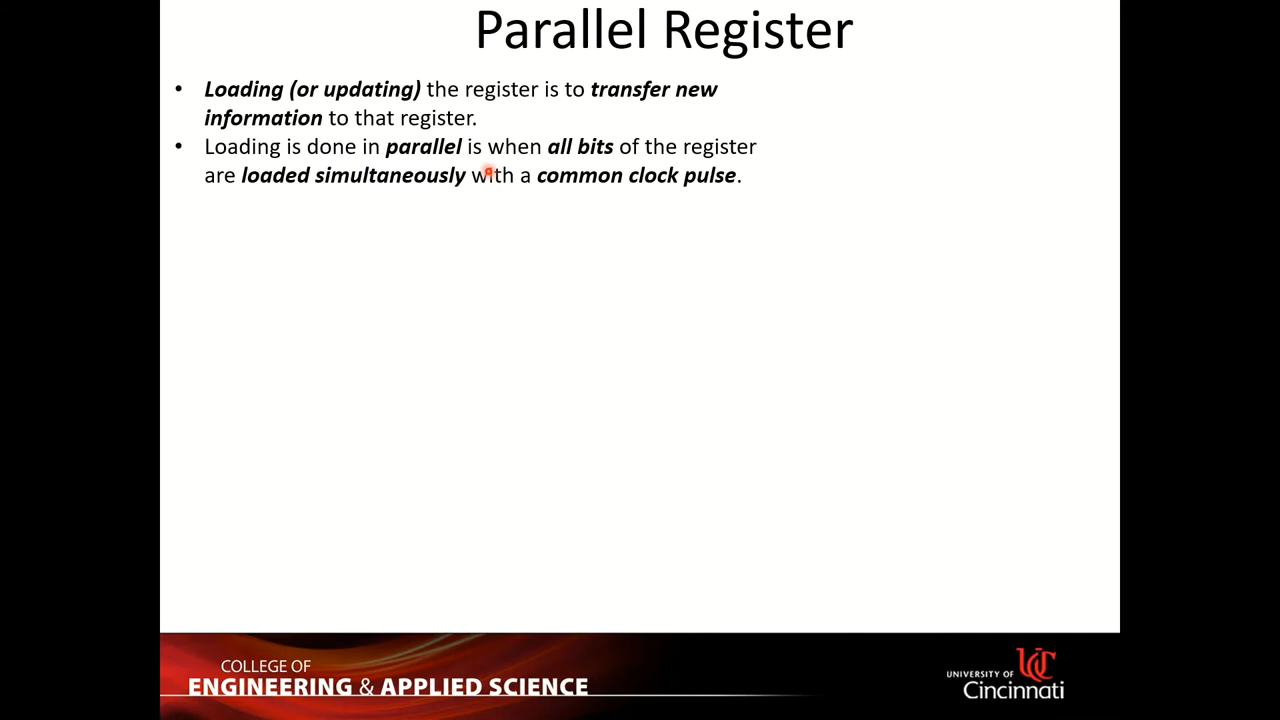 Parallel Register
• Loading (or updating) the register is to transfer new
information to that register.
• Loading is done in parallel is when all bits of the register
are loaded simultaneously with a common clock pulse.
COLLEGE OF
ENGINEERING & APPLIED SCIENCE
UC
UNIVERSITY OF
Cincinnati